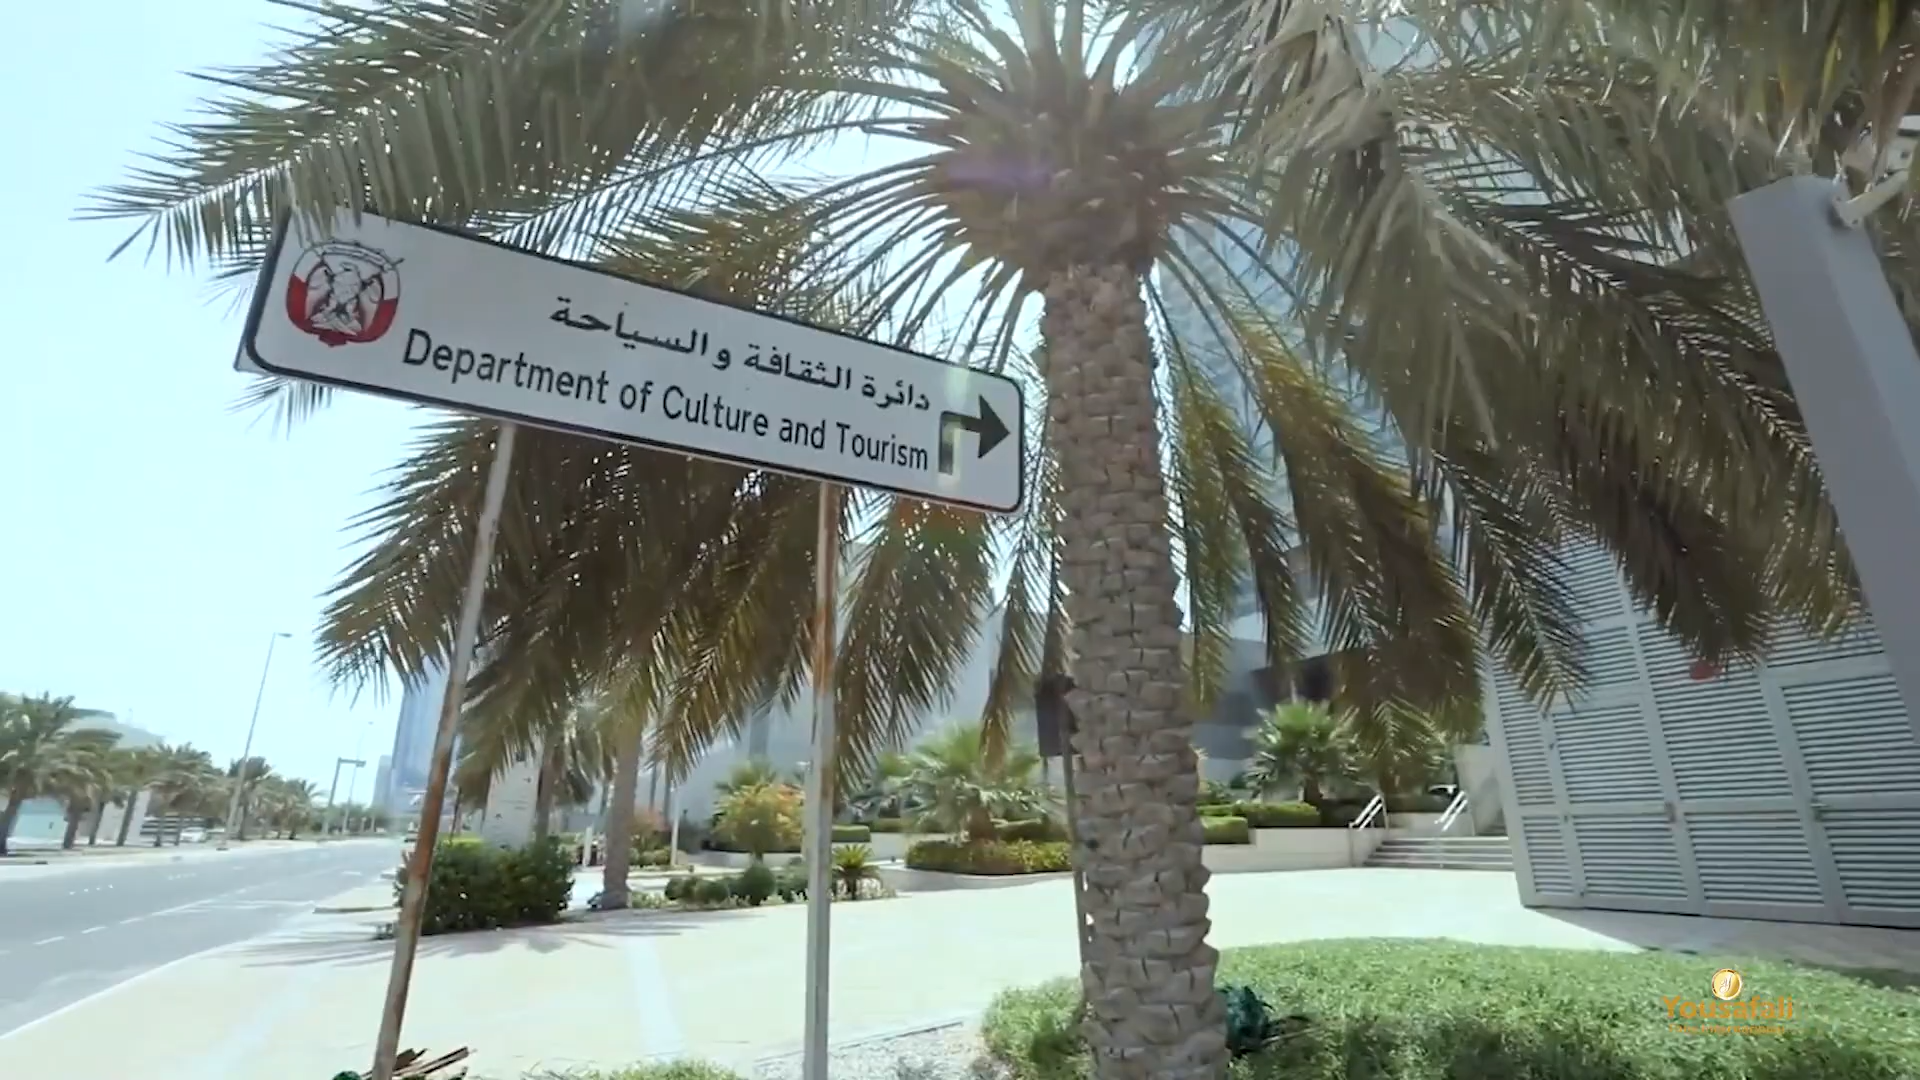 دائرة الثقافة والسياحة
Department of Culture and Tourism
Yousafali